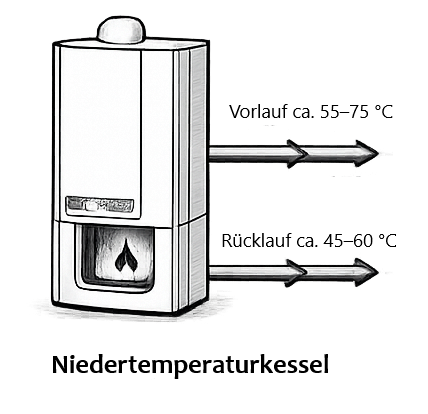 Vorlauf ca. 55–75 °C
Rücklauf ca. 45–60 °C
Niedertemperaturkessel